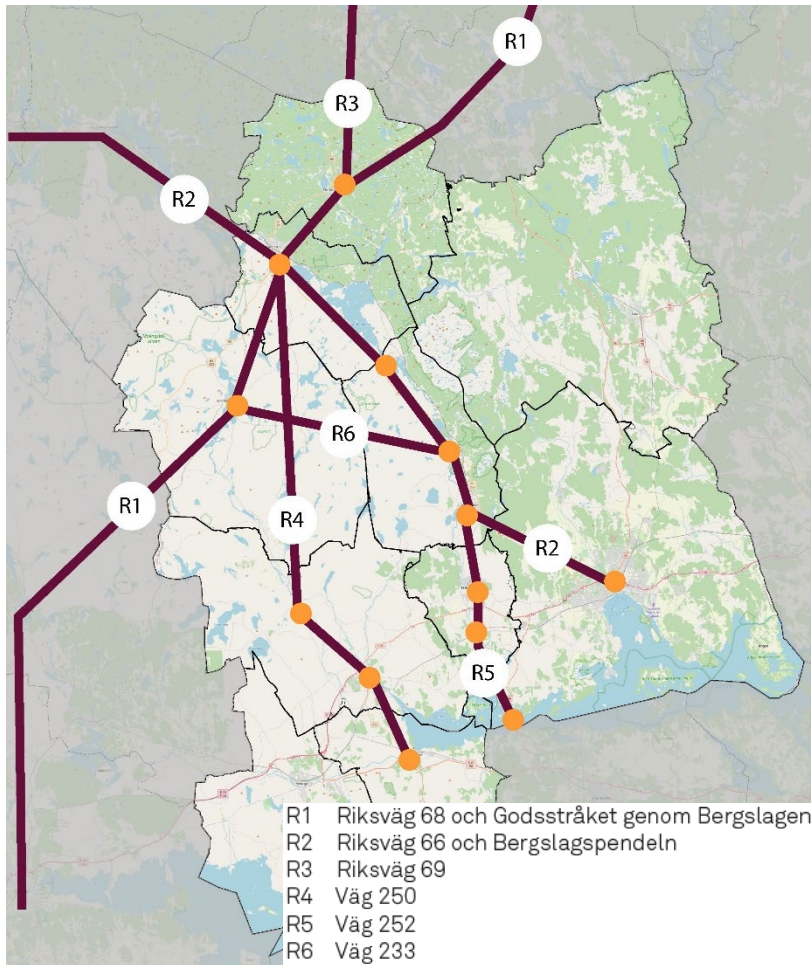 R1
R3
R2
R6
R1
R4
R2
R5
R1 Riksväg 68 och Godsstråket genom Bergslagen
R2 Riksväg 66 och Bergslagspendeln
R3 Riksväg 69
R4 Väg 250
R5 Väg 252
R6 Väg 233